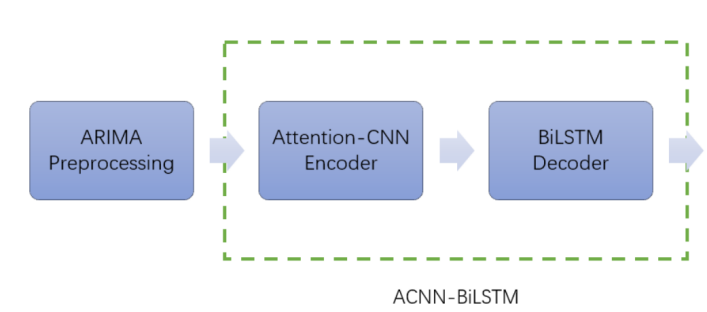 ARIMA
Preprocessing
Attention-CNN
Encoder
BiLSTM
Decoder
ACNN-BiLSTM